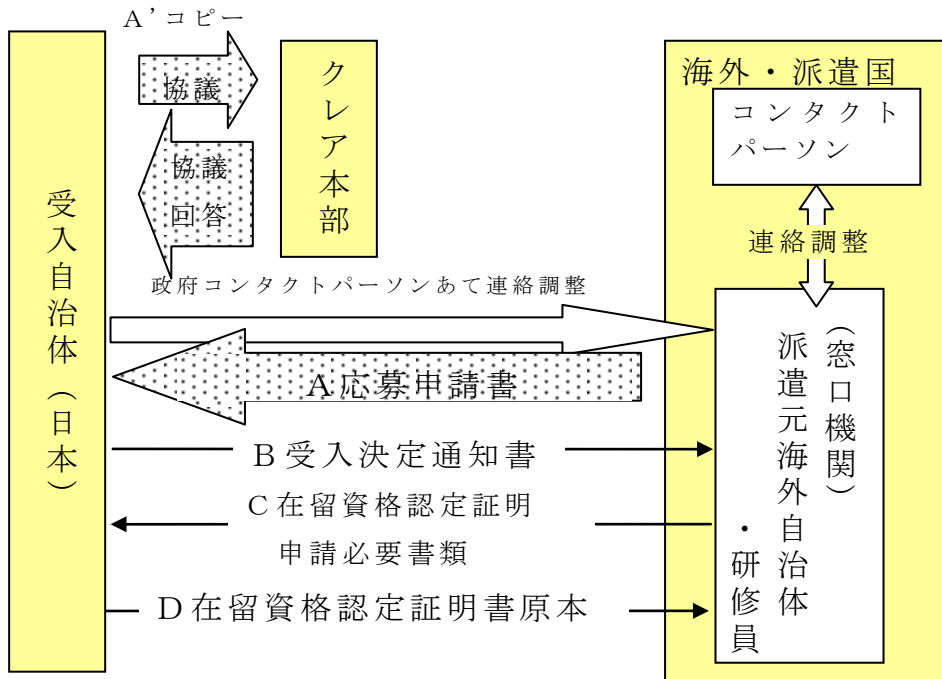 A’コピー
協議
協議
回答
クレア本部
受入自治体（日本）
海外・派遣国
コンタクト
パーソン
連絡調整
政府コンタクトパーソンあて連絡調整
A応募申請書
B受入決定通知書
C在留資格認定証明
申請必要書類
D在留資格認定証明書原本
（窓口機関）
派遣元海外自治体
・研修員